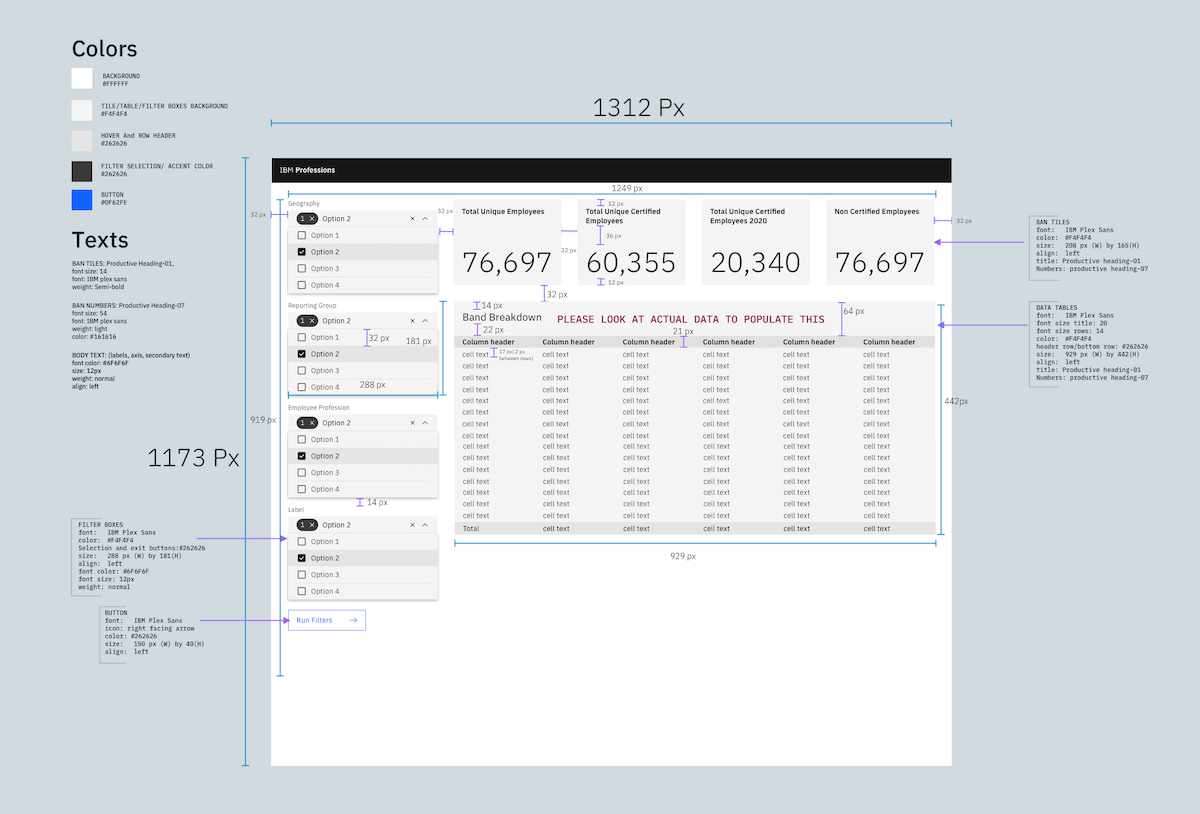 Colors
BACKGROUND
#FFFFFF
TILE/TABLE/FILTER BOXES BACKGROUND
#F4F4F4
HOVER And ROW HEADER
#262626
FILTER SELECTION/ ACCENT COLOR
#262626
BUTTON
#0F62FE
Texts
BAN TILES: Productive Heading-01,
font size: 14
font: IBM plex sans
weight: Semi-bold
BAN NUMBERS: Productive Heading-07
font size: 54
font: IBM plex sans
weight: light
color: #161616
BODY TEXT: (labels, axis, secondary text)
font color: #6F6F6F
size: 12px
weight: normal
align: left
1312 Px
1173 Px
919 px
IBM Professions
1249 px
32 px
Geography
1 × Option 2
Option 1
Option 2
Option 3
Option 4
Reporting Group
1 × Option 2
Option 1
Option 2
Option 3
Option 4
32 px
181 px
288 px
Employee Profession
1 × Option 2
Option 1
Option 2
Option 3
Option 4
14 px
Label
1 × Option 2
Option 1
Option 2
Option 3
Option 4
Run Filters
32 px
Total Unique Employees
76,697
32 px
12 px
Total Unique Certified
Employees
36 px
60,355
12 px
Total Unique Certified
Employees 2020
20,340
Non Certified Employees
76,697
32 px
32 px
14 px
Band Breakdown
PLEASE LOOK AT ACTUAL DATA TO POPULATE THIS
64 px
22 px
21 px
Column header Column header Column header Column header Column header Column header
cell text cell text cell text cell text cell text cell text
17 px( 2 px
between rows)
cell text cell text cell text cell text cell text cell text
cell text cell text cell text cell text cell text cell text
cell text cell text cell text cell text cell text cell text
cell text cell text cell text cell text cell text cell text
cell text cell text cell text cell text cell text cell text
cell text cell text cell text cell text cell text cell text
cell text cell text cell text cell text cell text cell text
cell text cell text cell text cell text cell text cell text
cell text cell text cell text cell text cell text cell text
cell text cell text cell text cell text cell text cell text
cell text cell text cell text cell text cell text cell text
cell text cell text cell text cell text cell text cell text
cell text cell text cell text cell text cell text cell text
cell text cell text cell text cell text cell text cell text
Total cell text cell text cell text cell text cell text
442px
929 px
BAN TILES
font: IBM Plex Sans
color: #F4F4F4
size: 208 px (W) by 165(H)
align: left
title: Productive heading-01
Numbers: productive heading-07
DATA TABLES
font: IBM Plex Sans
font size title: 20
font size rows: 14
color: #F4F4F4
header row/bottom row: #262626
size: 929 px (W) by 442(H)
align: left
title: Productive heading-01
Numbers: productive heading-07
FILTER BOXES
font: IBM Plex Sans
color: #F4F4F4
Selection and exit buttons:#262626
size: 288 px (W) by 181(H)
align: left
font color: #6F6F6F
font size: 12px
weight: normal
BUTTON
font: IBM Plex Sans
icon: right facing arrow
color: #262626
size: 150 px (W) by 40(H)
align: left